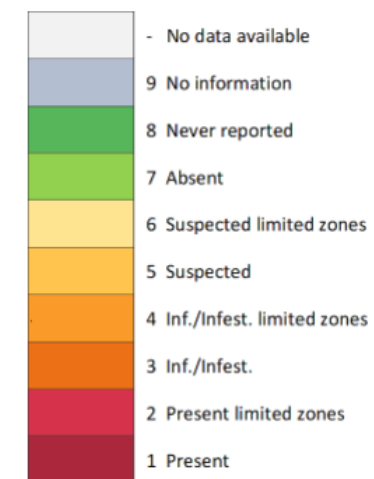 - No data available
9 No information
8 Never reported
7 Absent
6 Suspected limited zones
5 Suspected
4 Inf./Infest. limited zones
3 Inf./Infest.
2 Present limited zones
1 Present